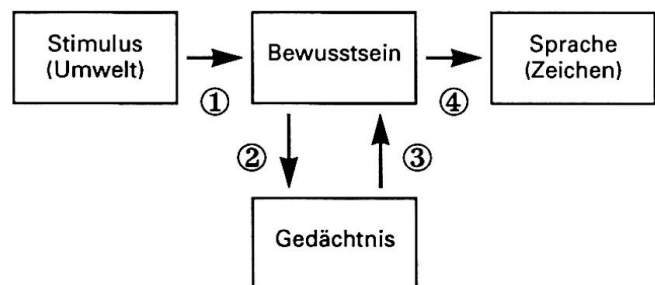 Stimulus
(Umwelt)
①
Bewusstsein
④
Sprache
(Zeichen)
②
③
Gedächtnis